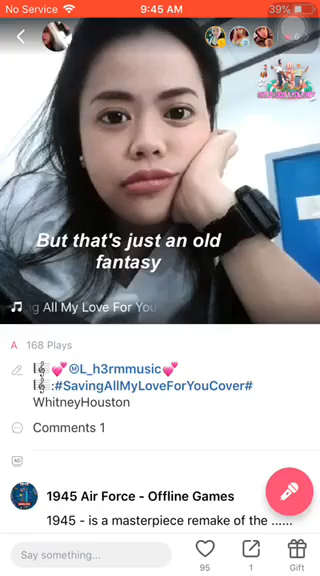 No Service 9:45 AM 39%
But that's just an old
fantasy
ng All My Love For You
A 168 Plays
Ⓜ️L_h3rmmusic
:#SavingAllMyLoveForYouCover#
WhitneyHouston
Comments 1
AD
1945 Air Force - Offline Games
1945 - is a masterpiece remake of the ......
Say something...
95
1
Gift